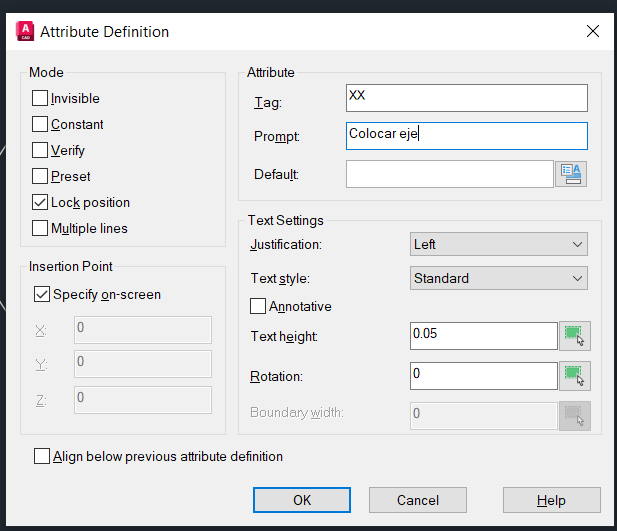 A
CAD
Attribute Definition
Mode
Invisible
Constant
Verify
Preset
Lock position
Multiple lines
Insertion Point
Specify on-screen
X: 0
Y: 0
Z: 0
Attribute
Tag: XX
Prompt: Colocar eje
Default:
A
Text Settings
Justification: Left
Text style: Standard
Annotative
Text height: 0.05
Rotation: 0
Boundary width: 0
Align below previous attribute definition
OK Cancel Help